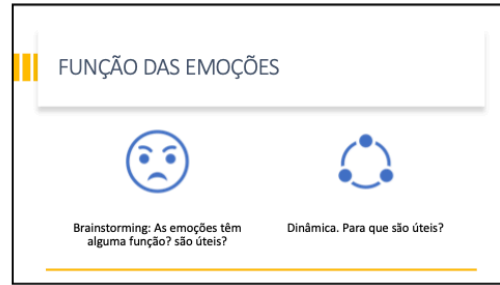 FUNÇÃO DAS EMOÇÕES
Brainstorming: As emoções têm
alguma função? são úteis?
Dinâmica. Para que são úteis?